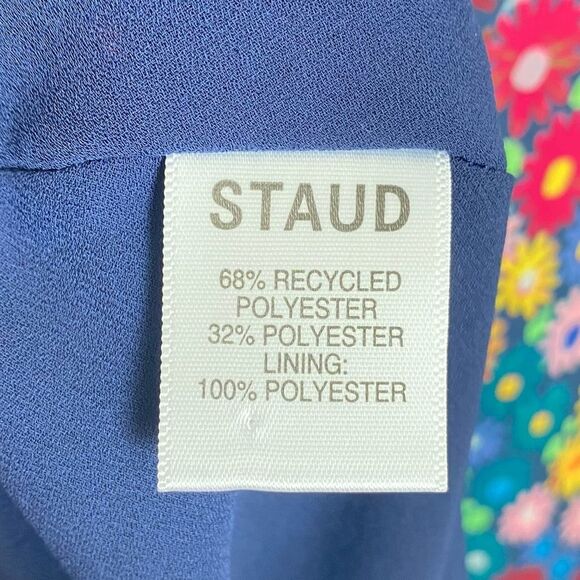 STAUD
68% RECYCLED
POLYESTER
32% POLYESTER
LINING:
100% POLYESTER